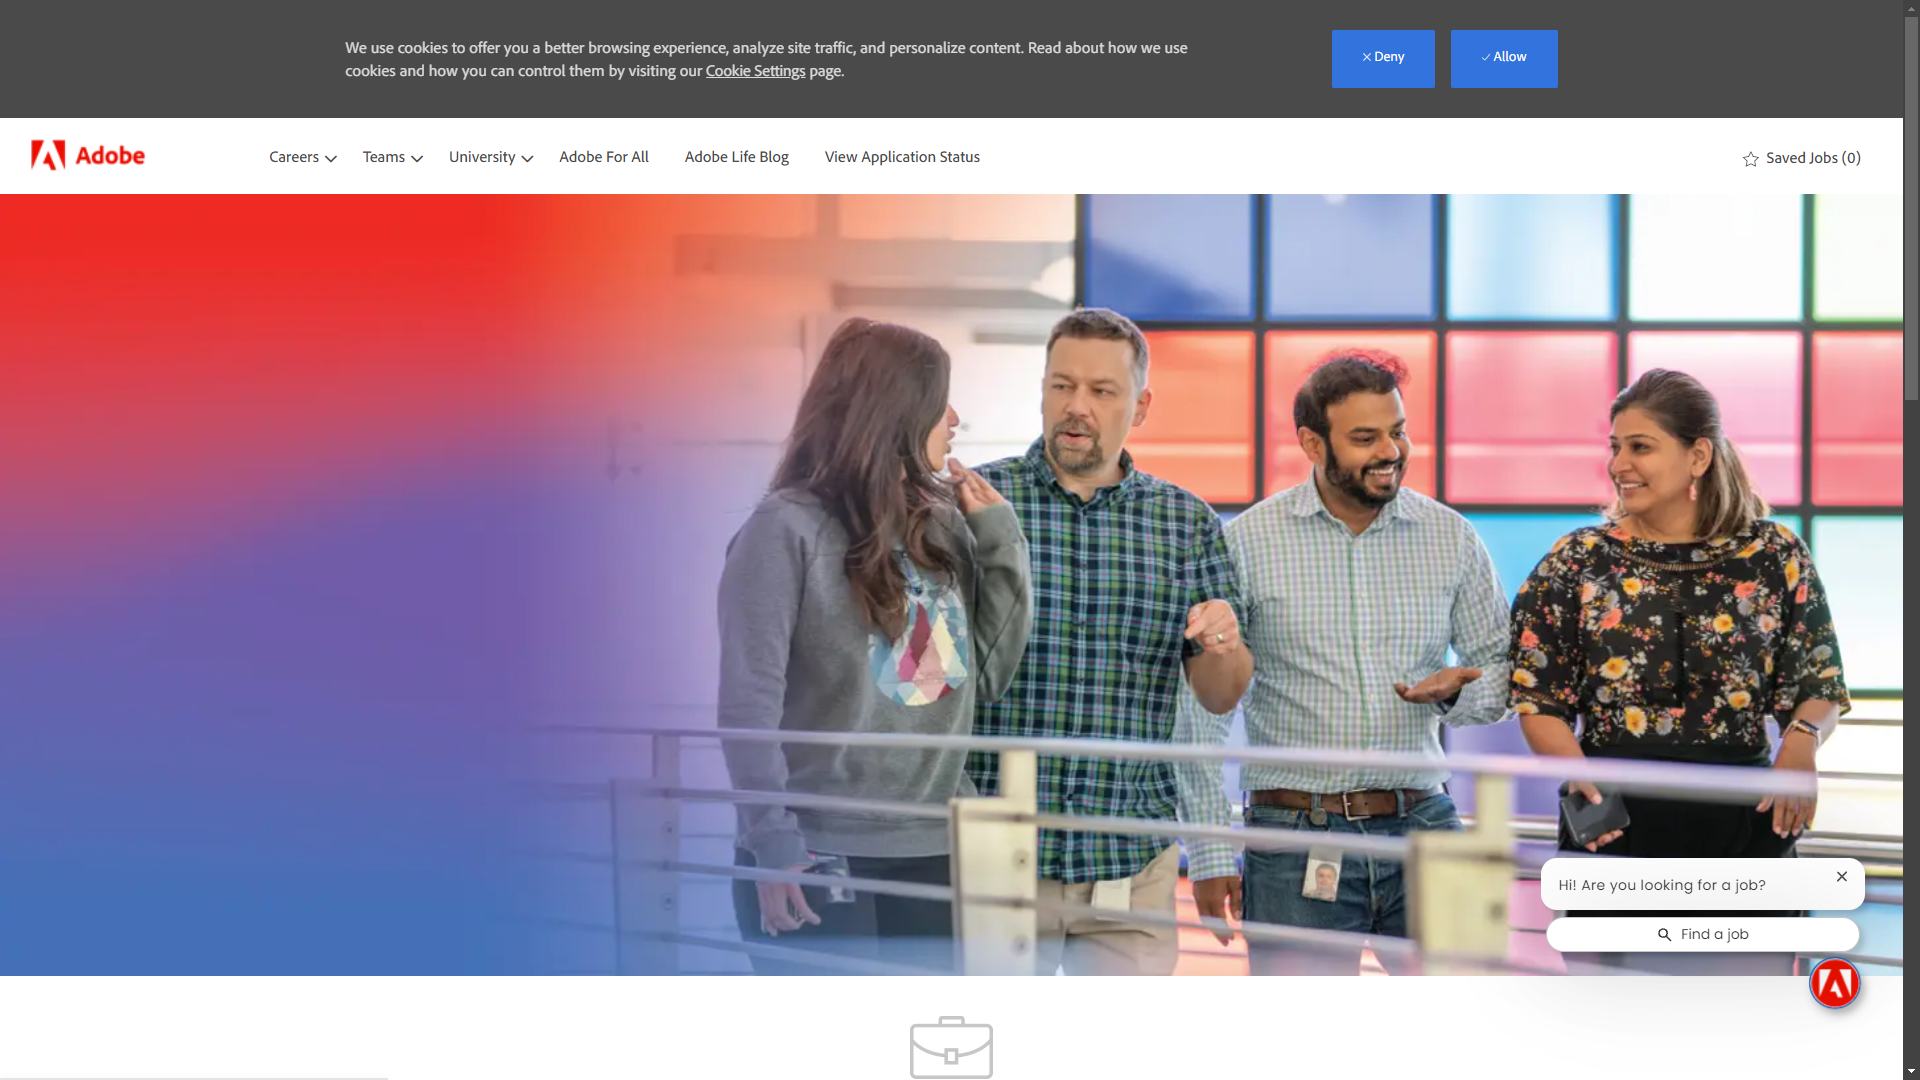 We use cookies to offer you a better browsing experience, analyze site traffic, and personalize content. Read about how we use
cookies and how you can control them by visiting our Cookie Settings page.
Deny
Allow
Adobe
Careers
Teams
University
Adobe For All
Adobe Life Blog
View Application Status
Saved Jobs (0)
Hi! Are you looking for a job?
Find a job